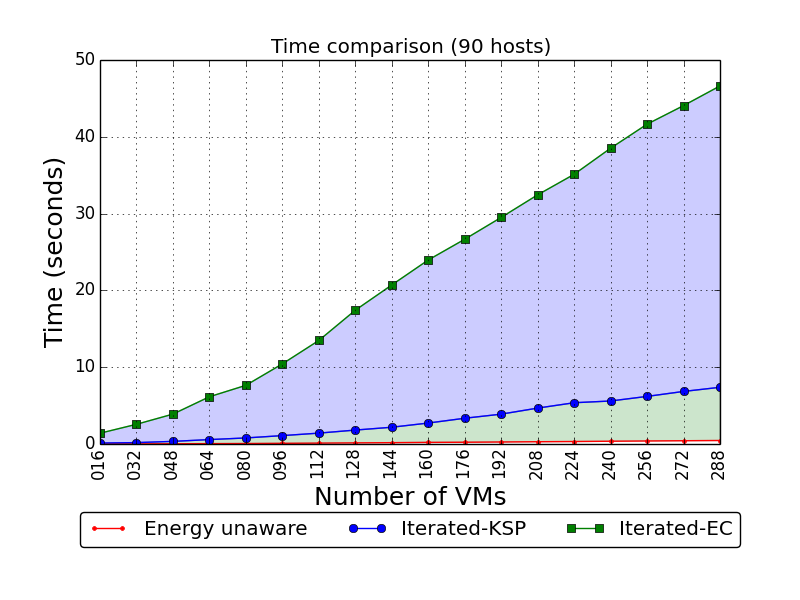 Time comparison (90 hosts)
50
40
30
20
10
0
Time (seconds)
016 032 048 064 080 096 112 128 144 160 176 192 208 224 240 256 272 288
Number of VMs
Energy unaware Iterated-KSP Iterated-EC